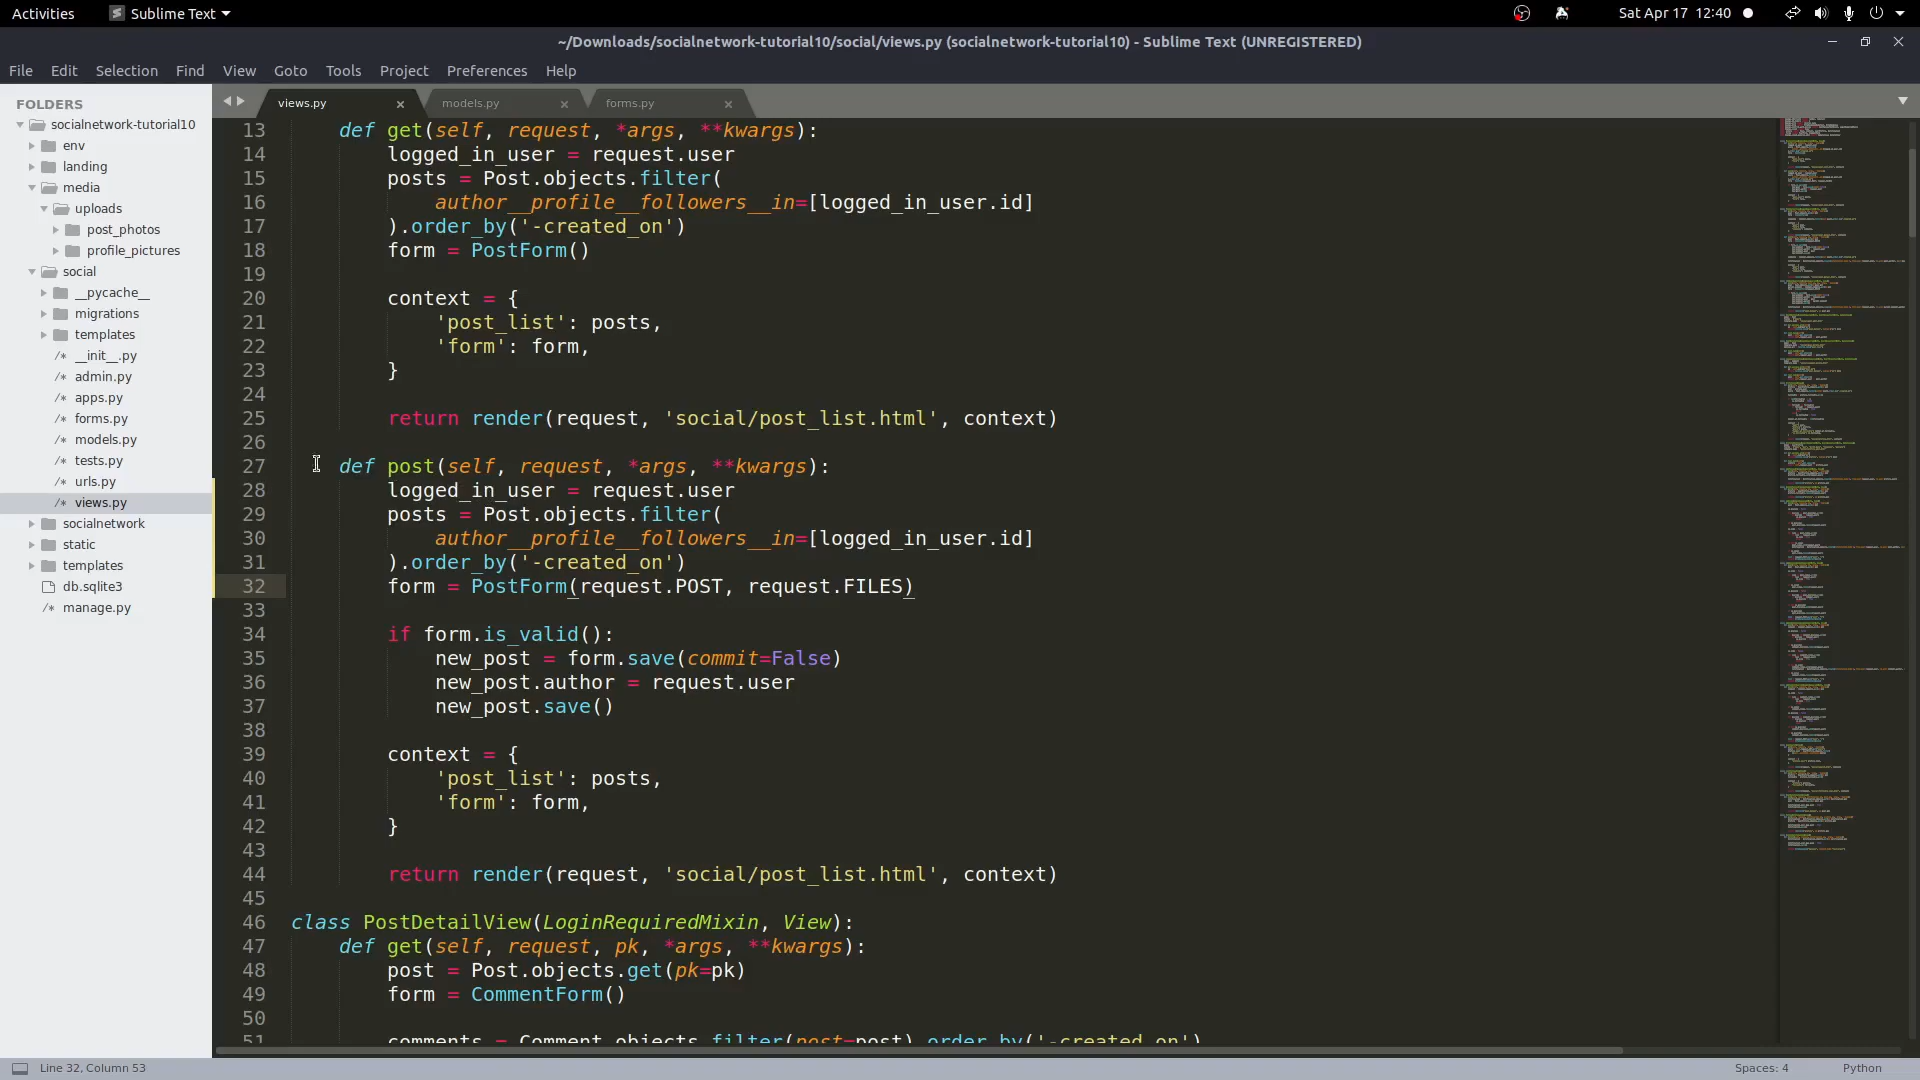 Activities
Sublime Text
Sat Apr 17 12:40
~/Downloads/socialnetwork-tutorial10/social/views.py (socialnetwork-tutorial10) - Sublime Text (UNREGISTERED)
File Edit Selection Find View Goto Tools Project Preferences Help
FOLDERS
socialnetwork-tutorial10
env
landing
media
uploads
post_photos
profile_pictures
social
__pycache__
migrations
templates
/* __init__.py
/* admin.py
/* apps.py
/* forms.py
/* models.py
/* tests.py
/* urls.py
/* views.py
socialnetwork
static
templates
db.sqlite3
/* manage.py
views.py × models.py × forms.py ×
13 def get(self, request, *args, **kwargs):
14 logged_in_user = request.user
15 posts = Post.objects.filter(
16 author__profile__followers__in=[logged_in_user.id]
17 ).order_by('-created_on')
18 form = PostForm()
19
20 context = {
21 'post_list': posts,
22 'form': form,
23 }
24
25 return render(request, 'social/post_list.html', context)
26
27 def post(self, request, *args, **kwargs):
28 logged_in_user = request.user
29 posts = Post.objects.filter(
30 author__profile__followers__in=[logged_in_user.id]
31 ).order_by('-created_on')
32 form = PostForm(request.POST, request.FILES)
33
34 if form.is_valid():
35 new_post = form.save(commit=False)
36 new_post.author = request.user
37 new_post.save()
38
39 context = {
40 'post_list': posts,
41 'form': form,
42 }
43
44 return render(request, 'social/post_list.html', context)
45
46 class PostDetailView(LoginRequiredMixin, View):
47 def get(self, request, pk, *args, **kwargs):
48 post = Post.objects.get(pk=pk)
49 form = CommentForm()
50
51 comments = Comment.objects.filter(post=post).order_by('-created_on')
Line 32, Column 53
Spaces: 4
Python